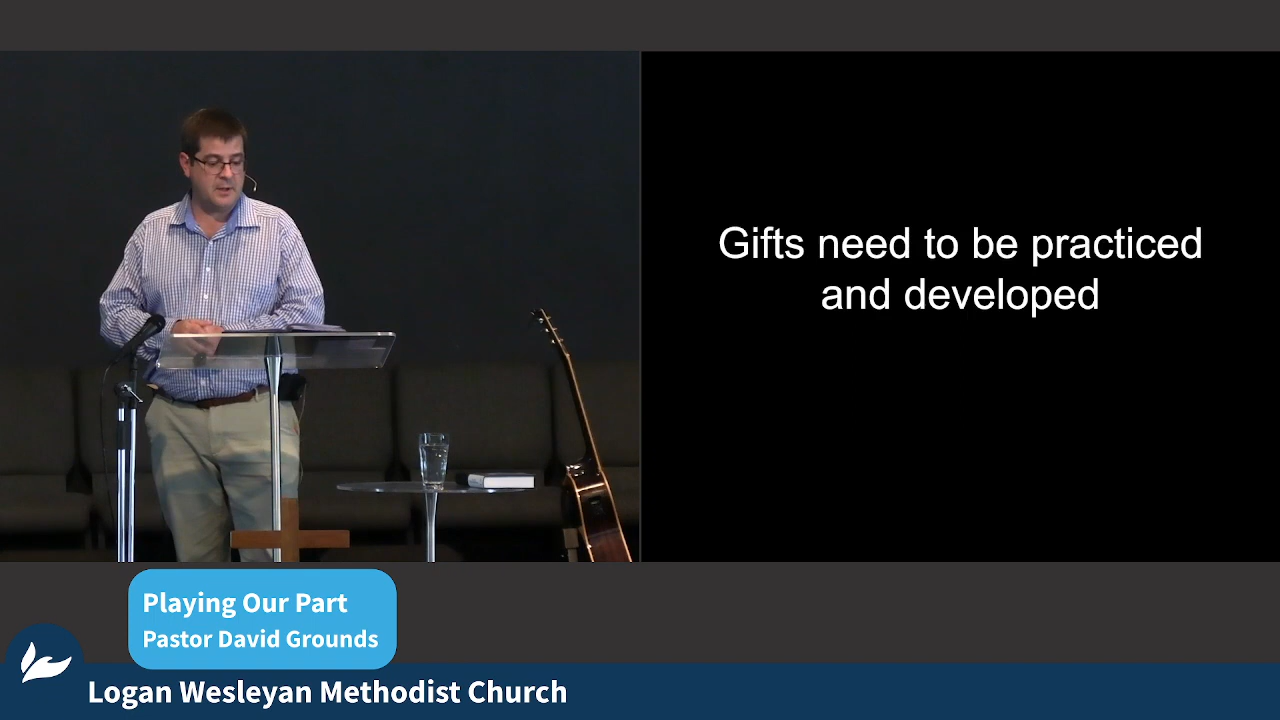 Gifts need to be practiced
and developed
Playing Our Part
Pastor David Grounds
Logan Wesleyan Methodist Church